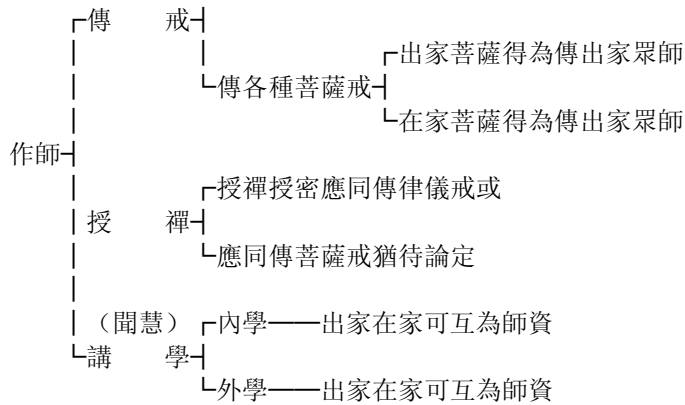 傳　　戒
出家菩薩得為傳出家眾師
傳各種菩薩戒
在家菩薩得為傳出家眾師
作師
授禪授密應同傳律儀戒或
授　　禪
應同傳菩薩戒猶待論定
（聞慧） 內學——出家在家可互為師資
講　　學
外學——出家在家可互為師資